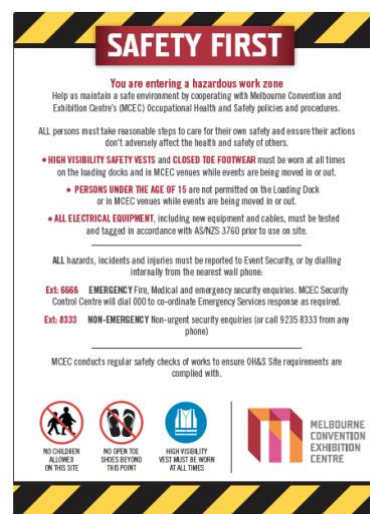 SAFETY FIRST
You are entering a hazardous work zone
Help us maintain a safe environment by cooperating with Melbourne Convention and
Exhibition Centre's (MCEC) Occupational Health and Safety policies and procedures.
ALL persons must take reasonable steps to care for their own safety and ensure their actions
don't adversely affect the health and safety of others.
• HIGH VISIBILITY SAFETY VESTS and CLOSED TOE FOOTWEAR must be worn at all times
on the loading docks and in MCEC venues while events are being moved in or out.
• PERSONS UNDER THE AGE OF 15 are not permitted on the Loading Dock
or in MCEC venues while events are being moved in or out.
• ALL ELECTRICAL EQUIPMENT, including new equipment and cables, must be tested
and tagged in accordance with AS/NZS 3760 prior to use on site.
ALL hazards, incidents and injuries must be reported to Event Security, or by dialling
internally from the nearest wall phone:
Ext: 6666 EMERGENCY Fire, Medical and emergency security enquiries. MCEC Security
Control Centre will dial 000 to co-ordinate Emergency Services response as required.
Ext: 8333 NON-EMERGENCY Non-urgent security enquiries (or call 9235 8333 from any
phone)
MCEC conducts regular safety checks of works to ensure OH&S Site requirements are
complied with.
NO CHILDREN
ALLOWED
ON THIS SITE
NO OPEN TOE
SHOES BEYOND
THIS POINT
HIGH VISIBILITY
VEST MUST BE WORN
AT ALL TIMES
MELBOURNE
CONVENTION
EXHIBITION
CENTRE